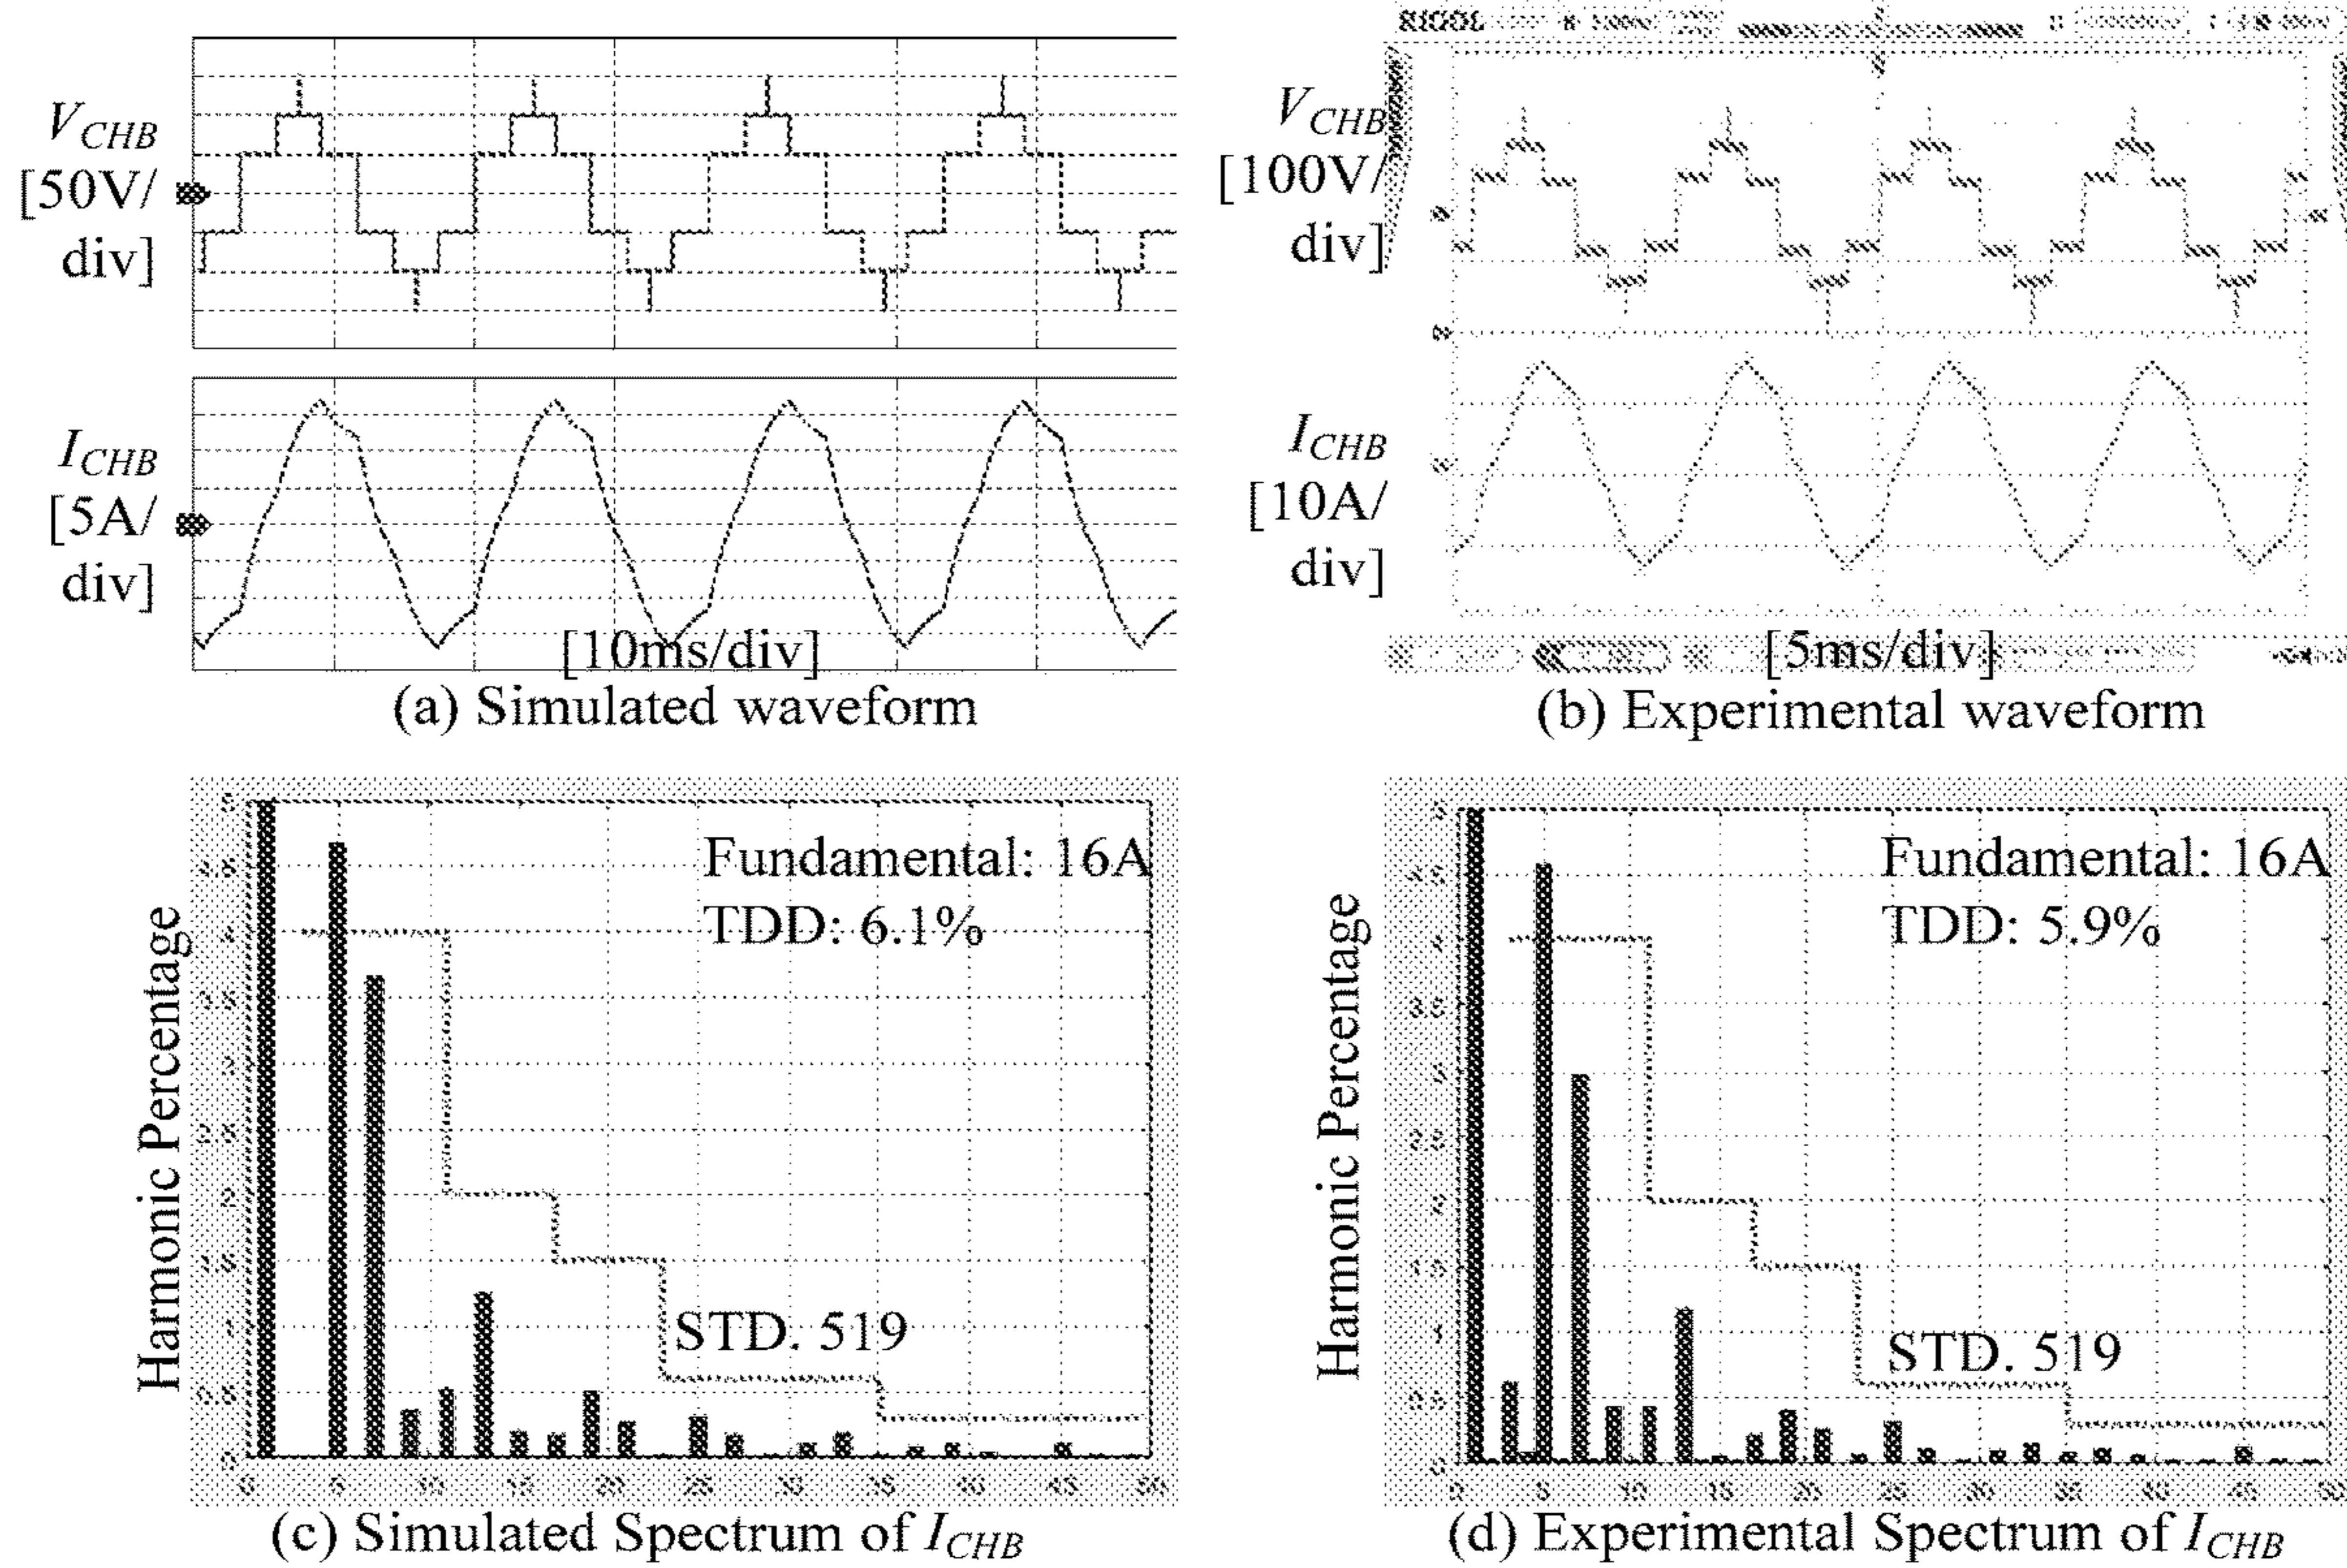 RIGOL
V_CHB
[50V/
div]
I_CHB
[5A/
div]
[10ms/div]
(a) Simulated waveform
V_CHB
[100V/
div]
I_CHB
[10A/
div]
[5ms/div]
(b) Experimental waveform
Harmonic Percentage
Fundamental: 16A
TDD: 6.1%
STD. 519
(c) Simulated Spectrum of I_CHB
Harmonic Percentage
Fundamental: 16A
TDD: 5.9%
STD. 519
(d) Experimental Spectrum of I_CHB